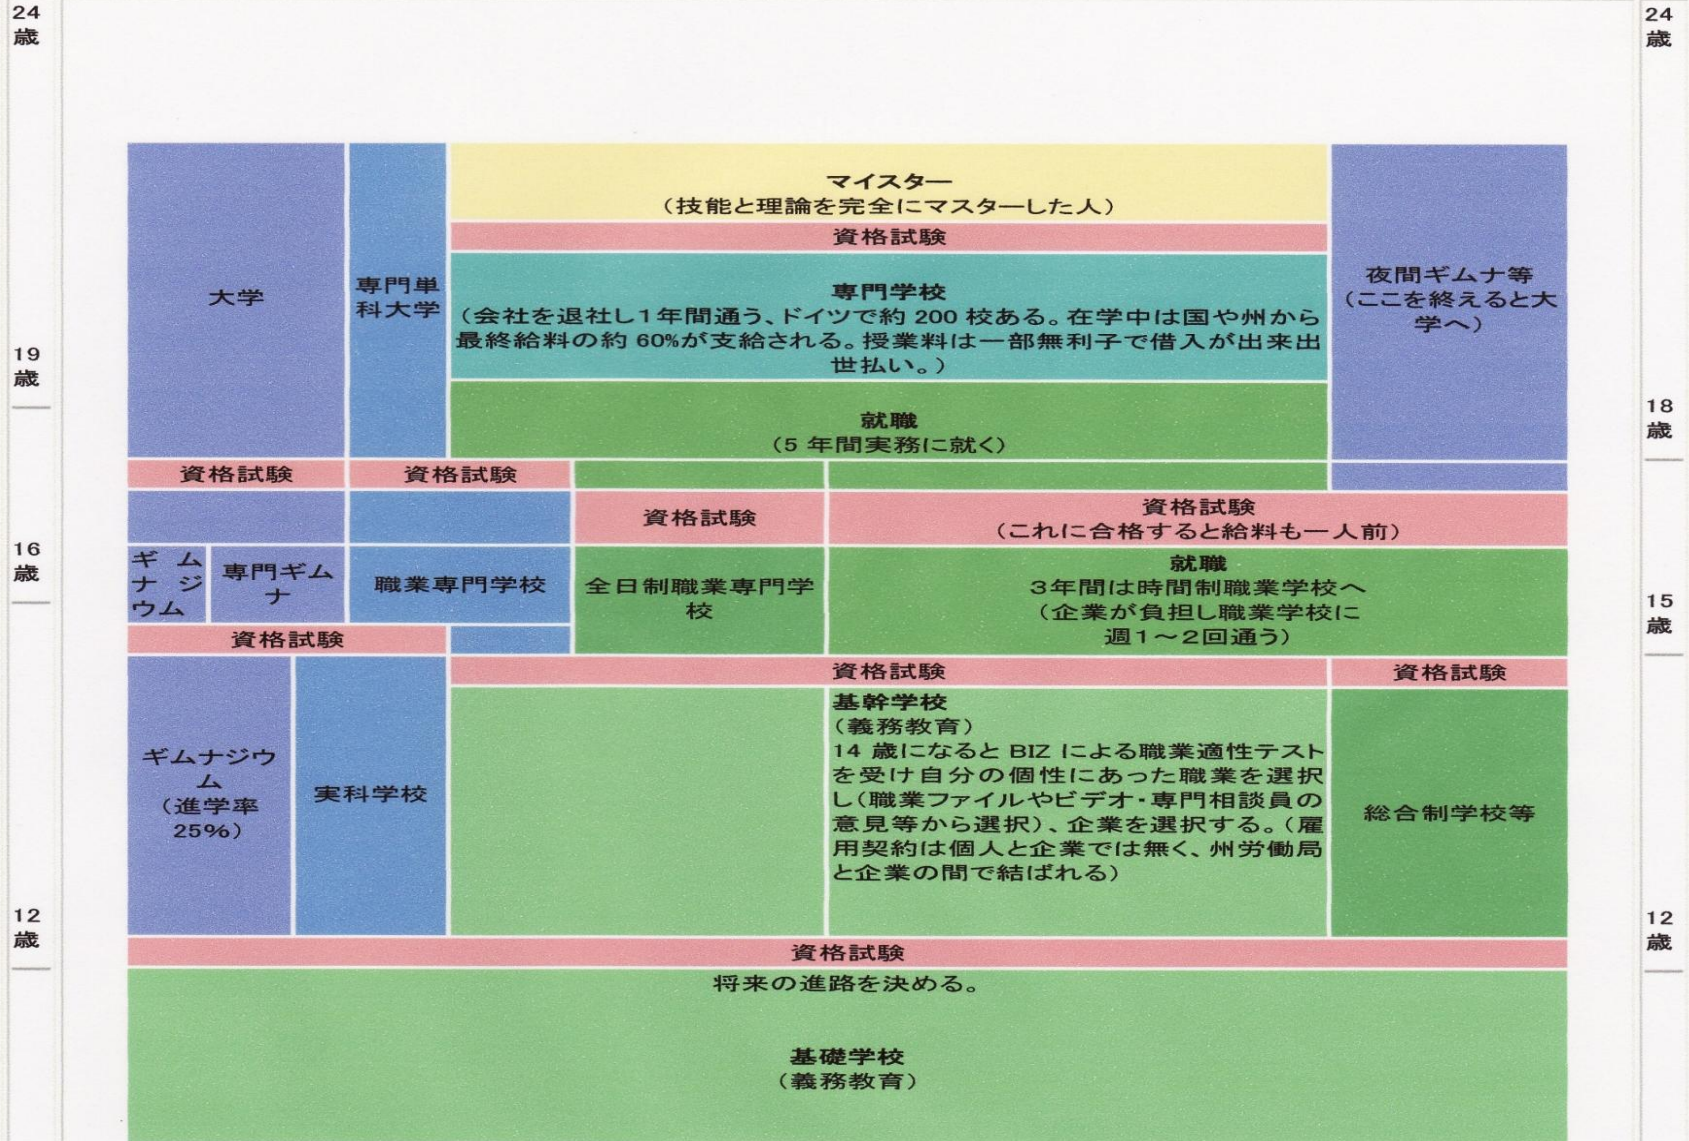 24
歳
24
歳
マイスター
（技能と理論を完全にマスターした人）
資格試験
大学
専門単
科大学
専門学校
（会社を退社し１年間通う、ドイツで約 200 校ある。在学中は国や州から
最終給料の約 60%が支給される。授業料は一部無利子で借入が出来出
世払い。）
夜間ギムナ等
（ここを終えると大
学へ）
19
歳
就職
（5 年間実務に就く）
18
歳
資格試験
資格試験
資格試験
資格試験
（これに合格すると給料も一人前）
16
歳
ギ ム
ナ ジ
ウム
専門ギム
ナ
職業専門学校
全日制職業専門学
校
就職
３年間は時間制職業学校へ
（企業が負担し職業学校に
週１～２回通う）
15
歳
資格試験
資格試験
資格試験
ギムナジウ
ム
（進学率
25%）
実科学校
基幹学校
（義務教育）
14 歳になると BIZ による職業適性テスト
を受け自分の個性にあった職業を選択
し（職業ファイルやビデオ・専門相談員の
意見等から選択）、企業を選択する。（雇
用契約は個人と企業では無く、州労働局
と企業の間で結ばれる）
総合制学校等
12
歳
12
歳
資格試験
将来の進路を決める。
基礎学校
（義務教育）